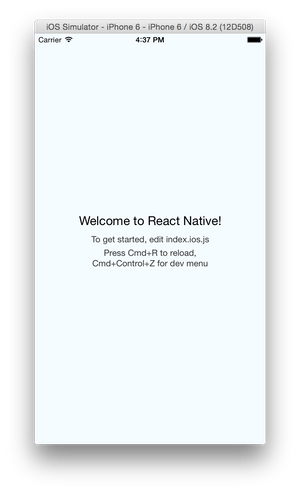 iOS Simulator - iPhone 6 - iPhone 6 / iOS 8.2 (12D508)
Carrier 4:37 PM
Welcome to React Native!
To get started, edit index.ios.js
Press Cmd+R to reload,
Cmd+Control+Z for dev menu